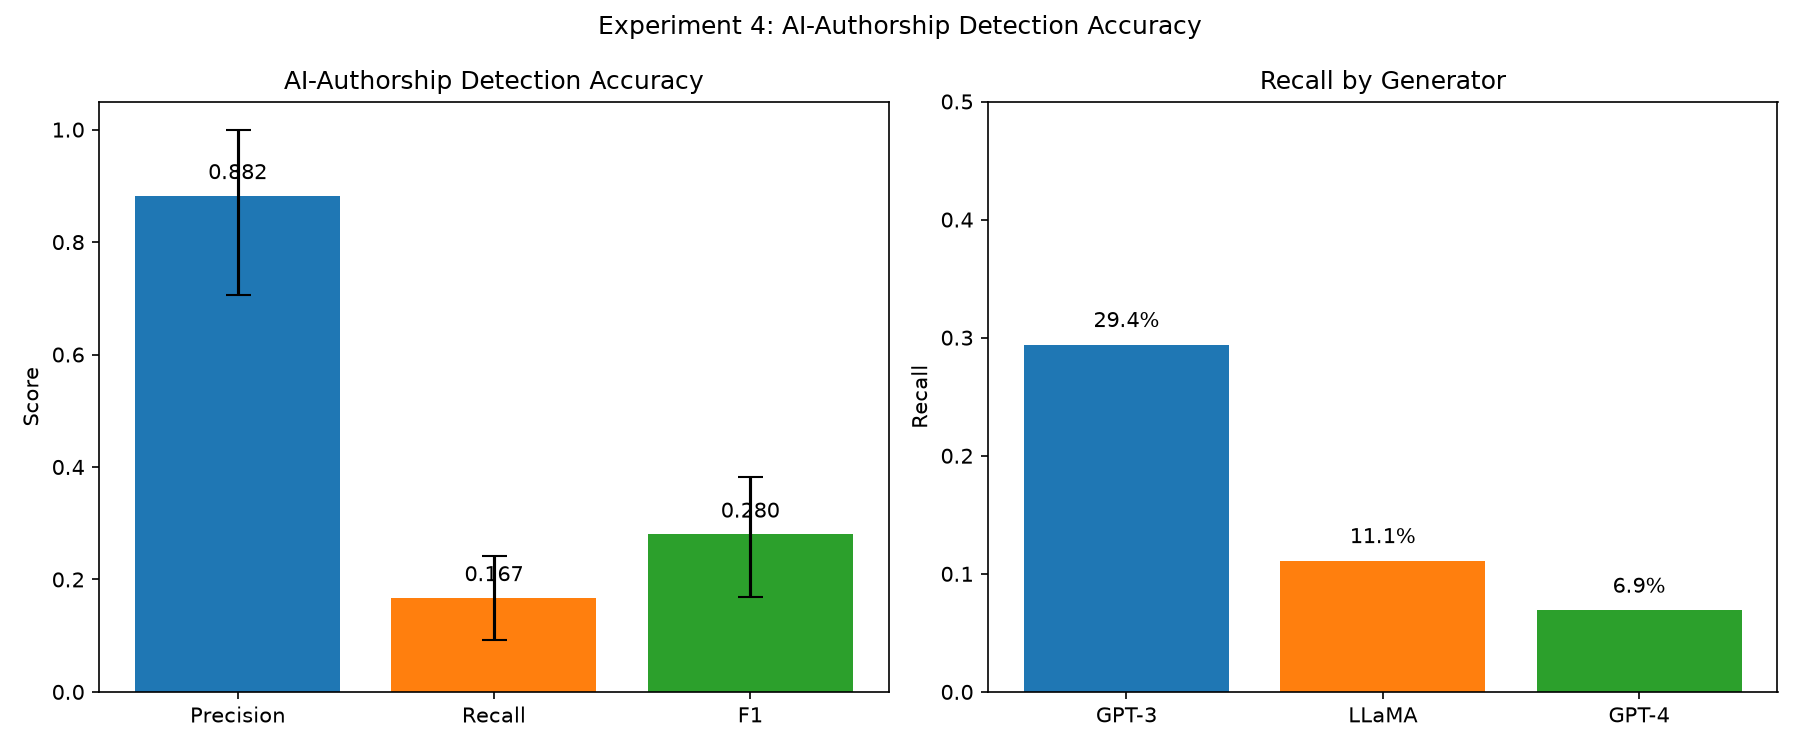 Experiment 4: AI-Authorship Detection Accuracy
AI-Authorship Detection Accuracy
Score
1.0
0.8
0.6
0.4
0.2
0.0
0.882
0.167
0.280
Precision
Recall
F1
Recall by Generator
Recall
0.5
0.4
0.3
0.2
0.1
0.0
29.4%
11.1%
6.9%
GPT-3
LLaMA
GPT-4